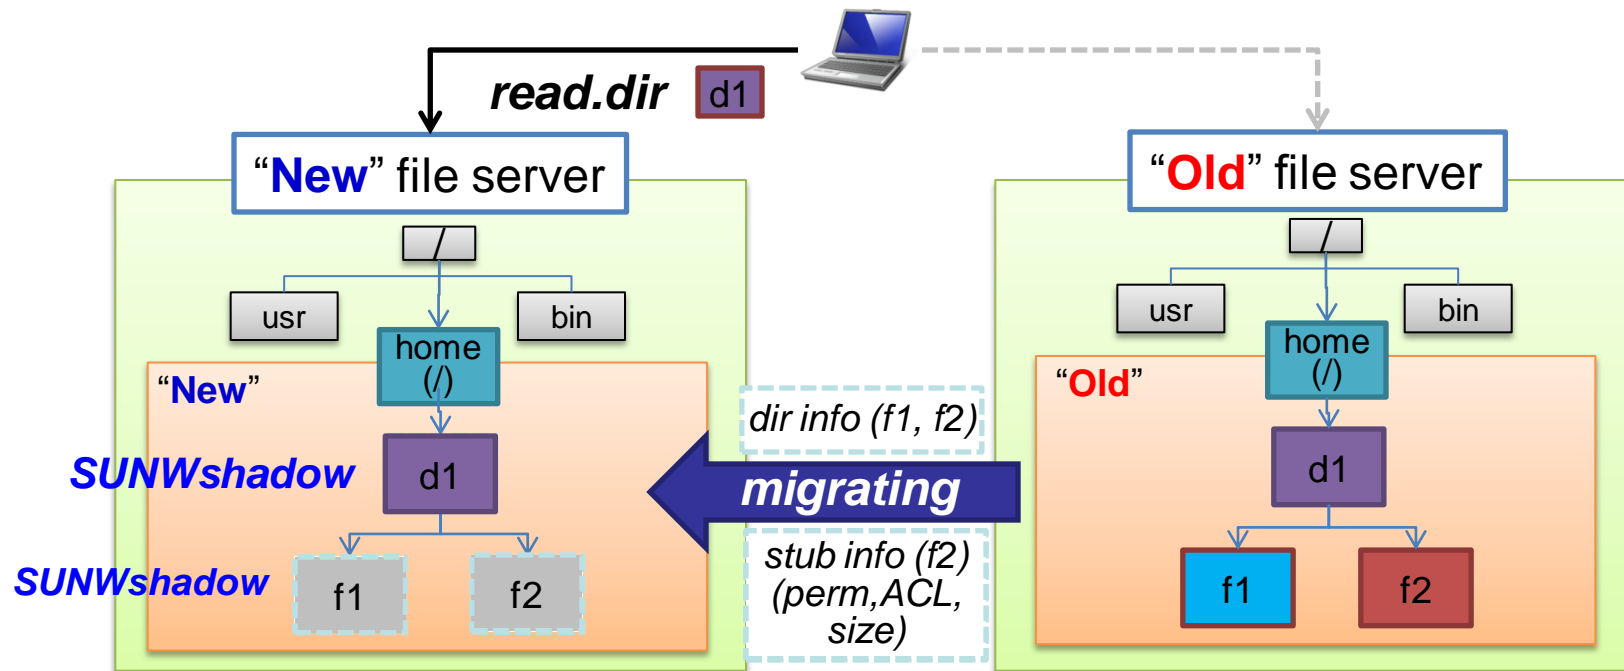 read.dir d1
“New” file server
“Old” file server
/
usr
bin
home
(/)
“New”
SUNWshadow
d1
SUNWshadow
f1
f2
dir info (f1, f2)
migrating
stub info (f2)
(perm,ACL,
size)
/
usr
bin
home
(/)
“Old”
d1
f1
f2